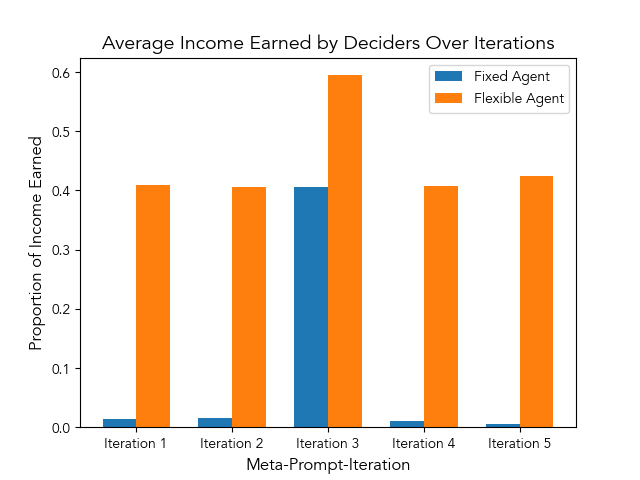 Average Income Earned by Deciders Over Iterations
Fixed Agent
Flexible Agent
Proportion of Income Earned
0.6
0.5
0.4
0.3
0.2
0.1
0.0
Iteration 1
Iteration 2
Iteration 3
Iteration 4
Iteration 5
Meta-Prompt-Iteration